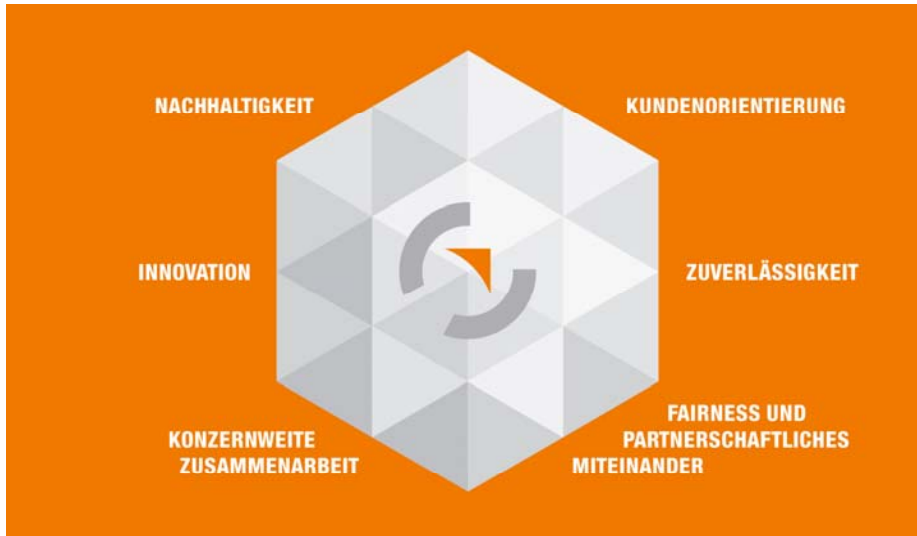 NACHHALTIGKEIT
KUNDENORIENTIERUNG
INNOVATION
ZUVERLÄSSIGKEIT
KONZERNWEITE
ZUSAMMENARBEIT
FAIRNESS UND
PARTNERSCHAFTLICHES
MITEINANDER